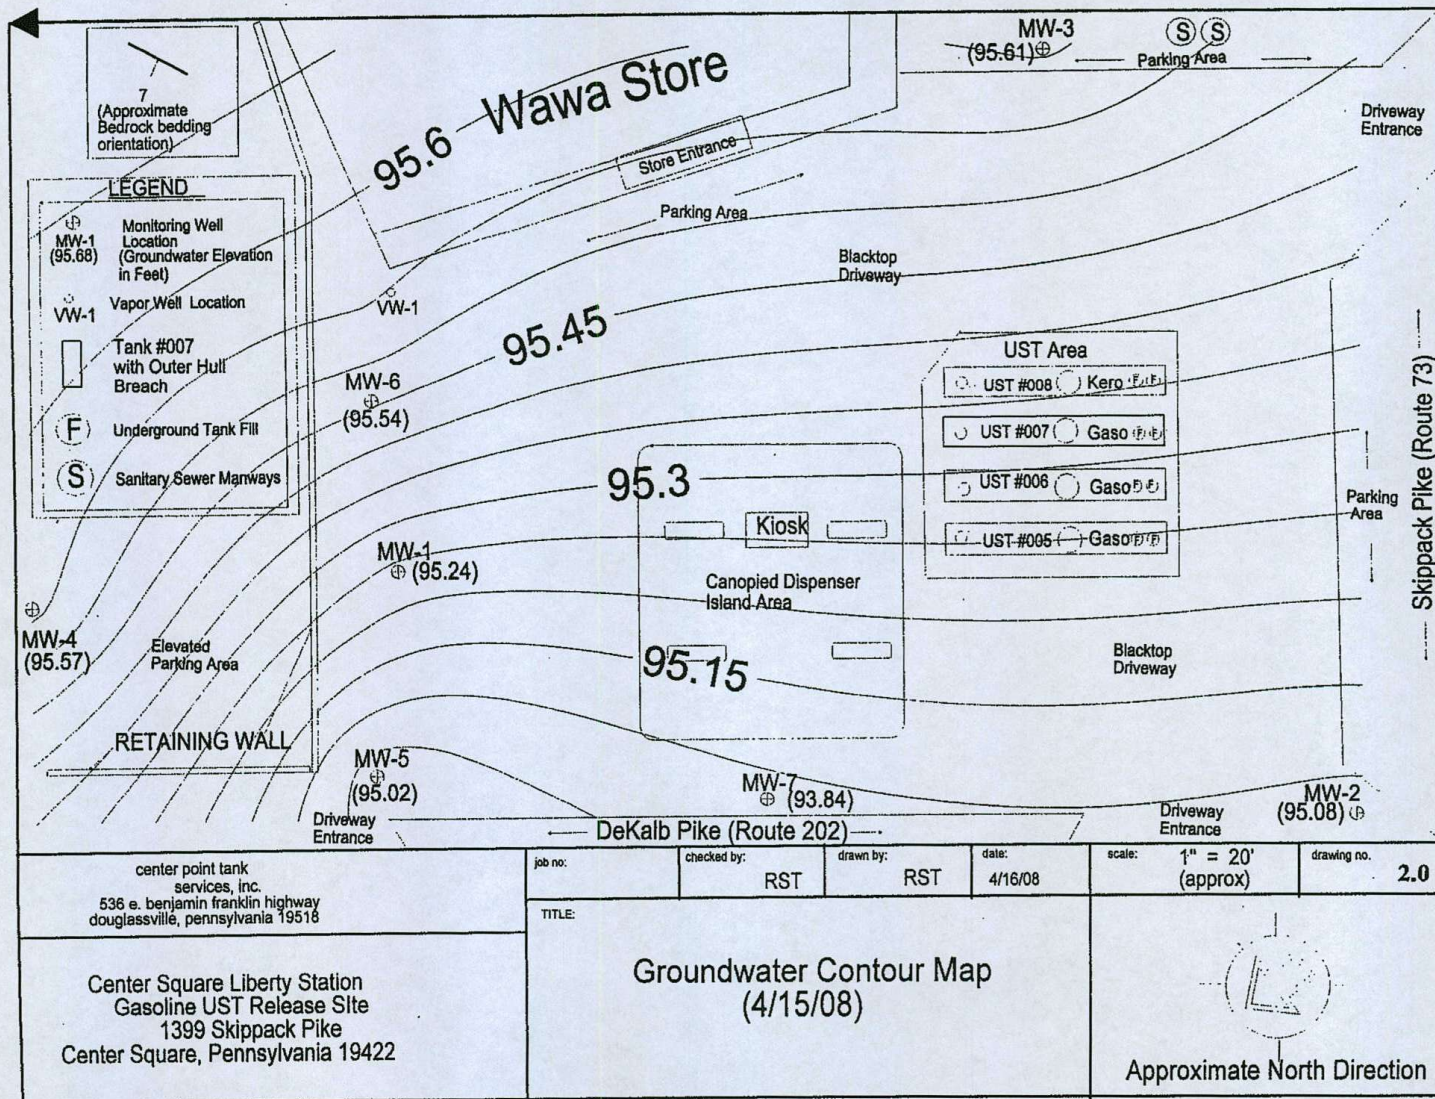 7
(Approximate
Bedrock bedding
orientation)
LEGEND
MW-1
(95.68)
Monitoring Well
Location
(Groundwater Elevation
in Feet)
VW-1
Vapor Well Location
Tank #007
with Outer Hull
Breach
F
Underground Tank Fill
S
Sanitary Sewer Manways
Wawa Store
95.6
Store Entrance
Parking Area
MW-3
(95.61)
S S
Parking Area
Driveway
Entrance
Blacktop
Driveway
VW-1
95.45
MW-6
(95.54)
UST Area
UST #008 Kero F F
UST #007 Gaso F F
UST #006 Gaso F F
UST #005 Gaso F F
95.3
Kiosk
Canopied Dispenser
Island Area
MW-1
(95.24)
Parking
Area
Skippack Pike (Route 73)
MW-4
(95.57)
Elevated
Parking Area
95.15
Blacktop
Driveway
RETAINING WALL
MW-5
(95.02)
MW-7
(93.84)
MW-2
(95.08)
Driveway
Entrance
DeKalb Pike (Route 202)
Driveway
Entrance
center point tank
services, inc.
536 e. benjamin franklin highway
douglassville, pennsylvania 19518
job no:
checked by:
RST
drawn by:
RST
date:
4/16/08
scale:
1" = 20'
(approx)
drawing no.
2.0
Center Square Liberty Station
Gasoline UST Release SIte
1399 Skippack Pike
Center Square, Pennsylvania 19422
TITLE:
Groundwater Contour Map
(4/15/08)
Approximate North Direction